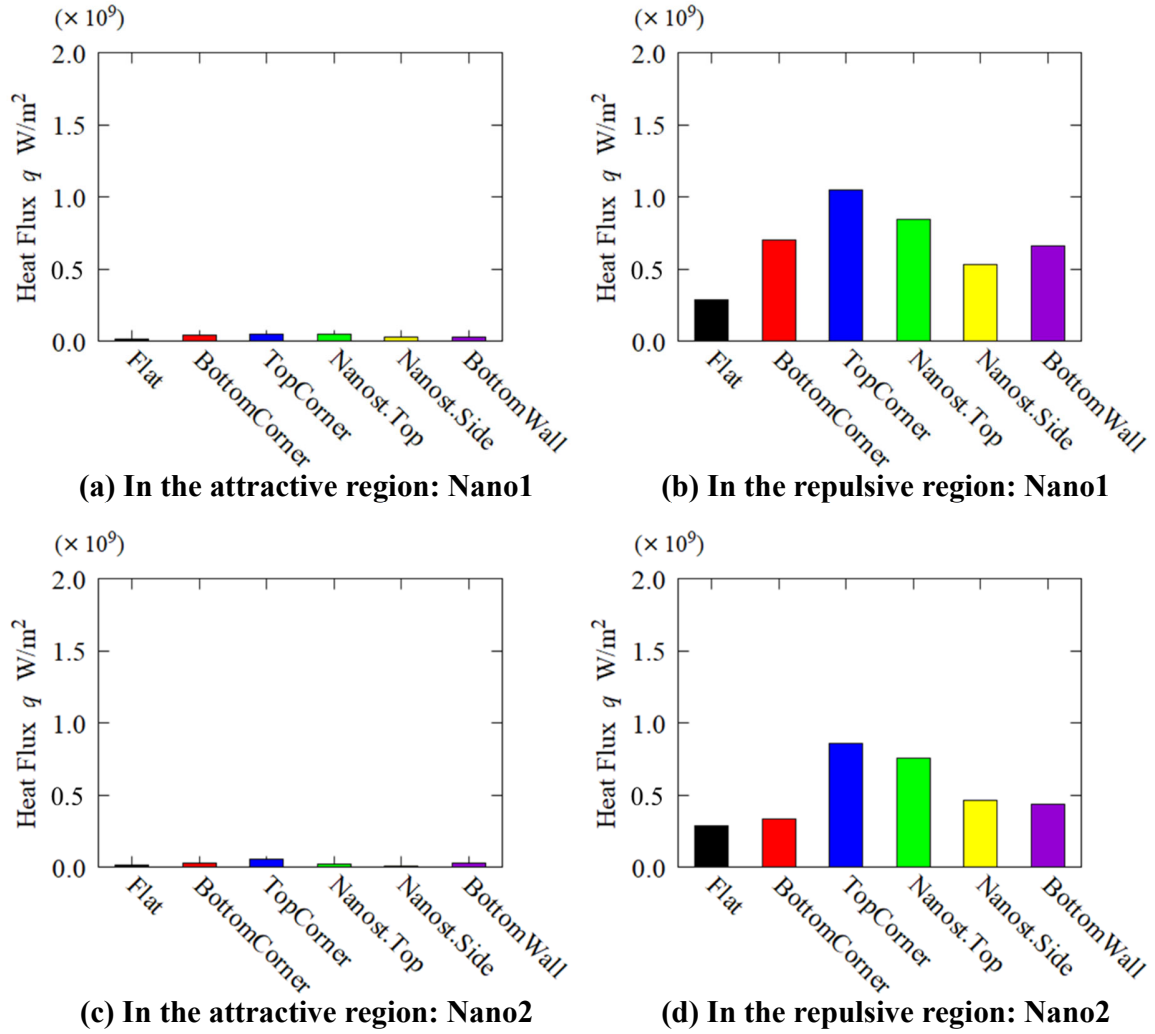 (× 10⁹)
2.0
1.5
1.0
0.5
0.0
Heat Flux q W/m²
Flat
BottomCorner
TopCorner
Nanost.Top
Nanost.Side
BottomWall
(a) In the attractive region: Nano1
(× 10⁹)
2.0
1.5
1.0
0.5
0.0
Heat Flux q W/m²
Flat
BottomCorner
TopCorner
Nanost.Top
Nanost.Side
BottomWall
(b) In the repulsive region: Nano1
(× 10⁹)
2.0
1.5
1.0
0.5
0.0
Heat Flux q W/m²
Flat
BottomCorner
TopCorner
Nanost.Top
Nanost.Side
BottomWall
(c) In the attractive region: Nano2
(× 10⁹)
2.0
1.5
1.0
0.5
0.0
Heat Flux q W/m²
Flat
BottomCorner
TopCorner
Nanost.Top
Nanost.Side
BottomWall
(d) In the repulsive region: Nano2